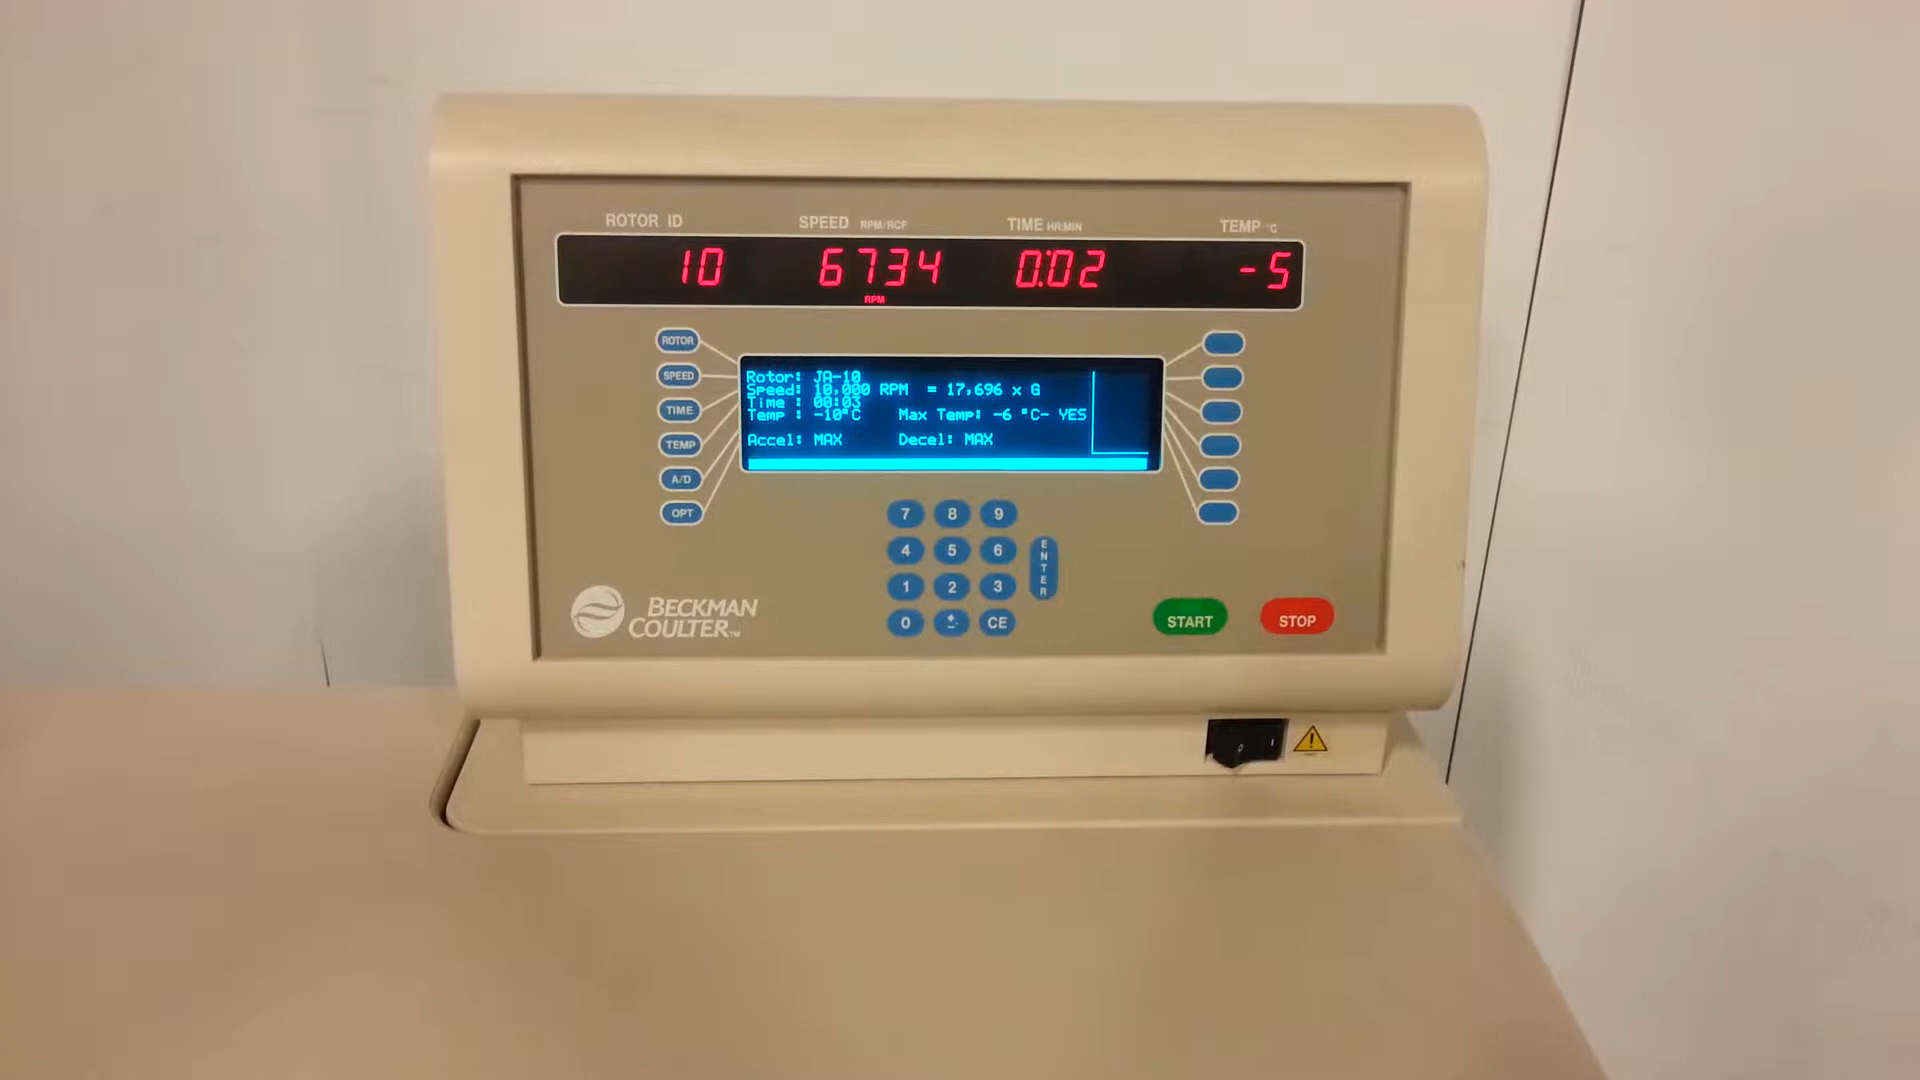 ROTOR ID SPEED RPM/RCF TIME HR:MIN TEMP °C
10 6734 0:02 -5
RPM
ROTOR
SPEED
TIME
TEMP
A/D
OPT
Rotor: JA-10
Speed: 10,000 RPM = 17,696 x G
Time : 00:03
Temp : -10°C Max Temp: -6 °C- YES
Accel: MAX Decel: MAX
7 8 9
4 5 6
1 2 3
0 CE
ENTER
BECKMAN
COULTER™
START STOP
0 I